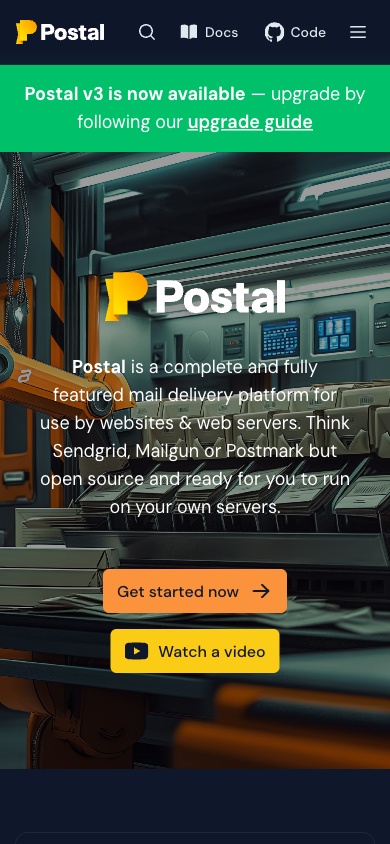 Postal
Docs
Code
Postal v3 is now available — upgrade by
following our upgrade guide
Postal
Postal is a complete and fully
featured mail delivery platform for
use by websites & web servers. Think
Sendgrid, Mailgun or Postmark but
open source and ready for you to run
on your own servers.
Get started now
Watch a video